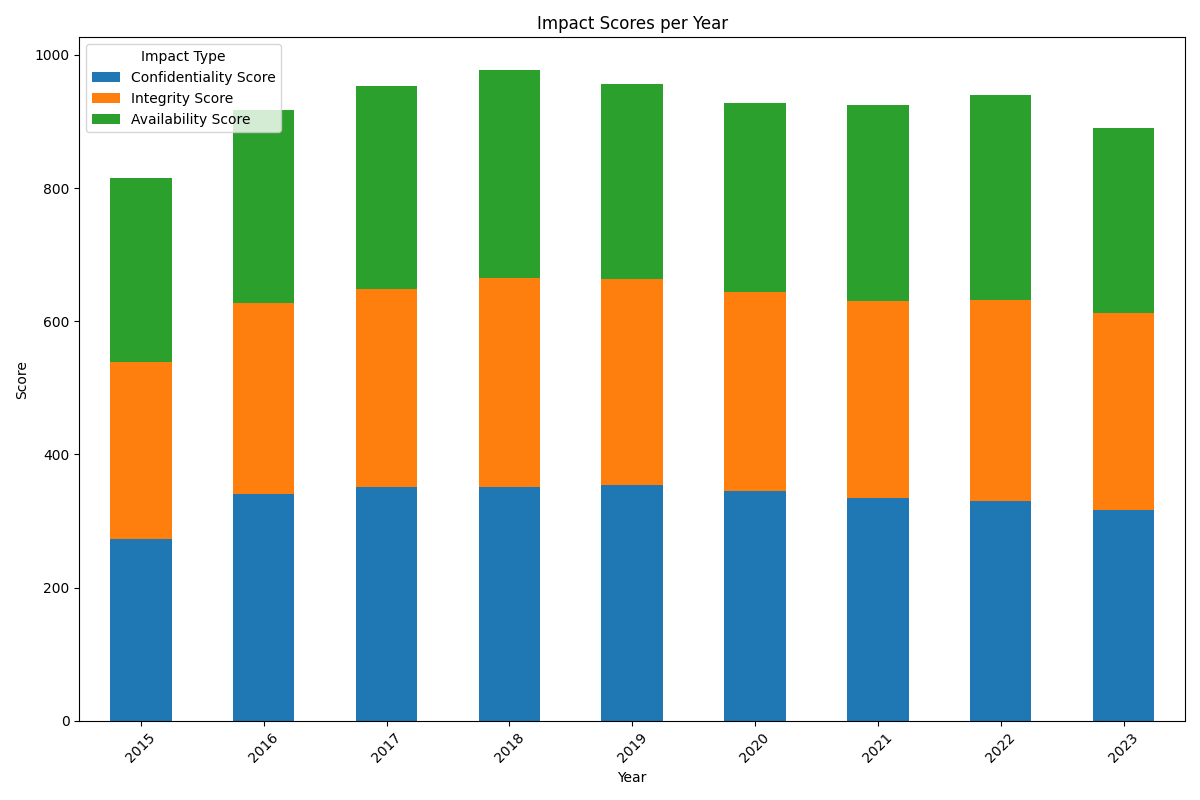 Impact Scores per Year
Impact Type
Confidentiality Score
Integrity Score
Availability Score
Score
1000
800
600
400
200
0
2015
2016
2017
2018
2019
2020
2021
2022
2023
Year